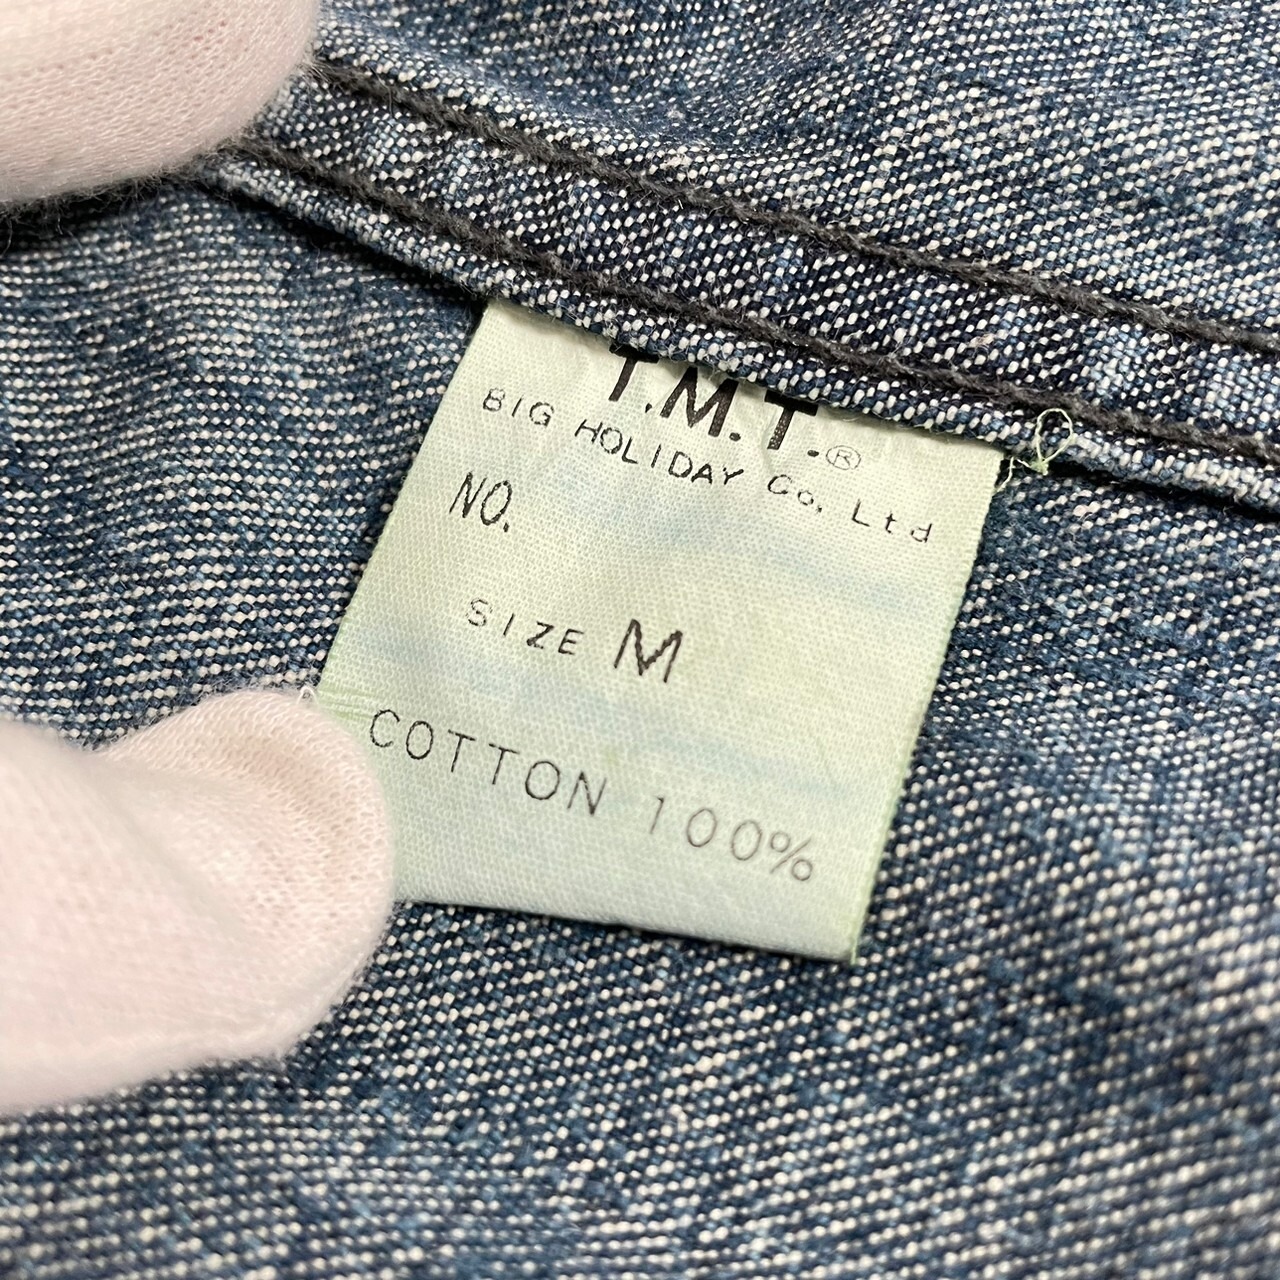 T.M.T.®
BIG HOLIDAY Co, Ltd
NO.
SIZE M
COTTON 100%